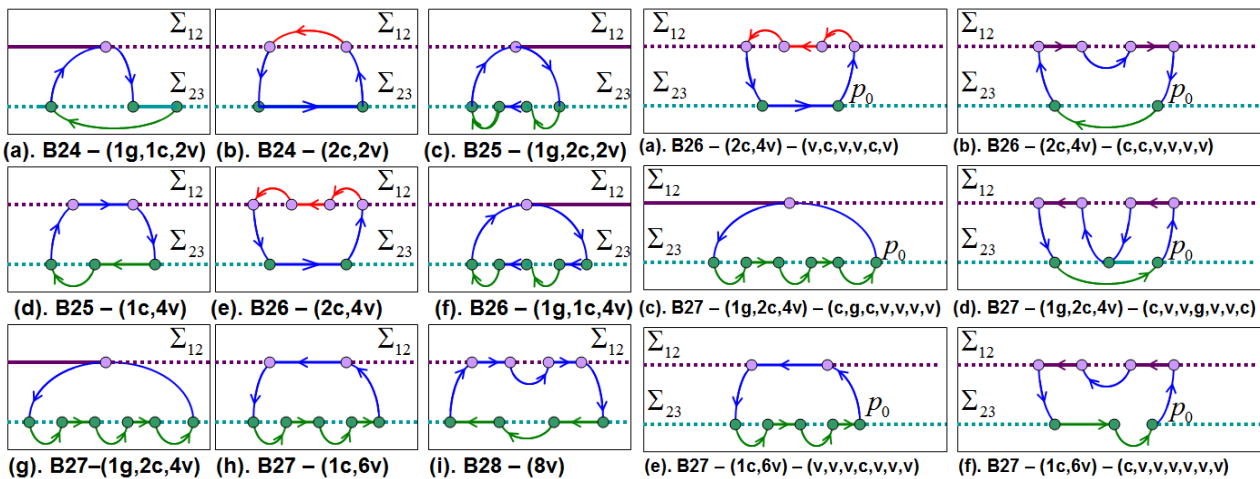 Σ12 Σ12 Σ12 Σ12 Σ12
Σ23 Σ23 Σ23 Σ23 p0 Σ23 p0
(a). B24 – (1g,1c,2v) (b). B24 – (2c,2v) (c). B25 – (1g,2c,2v) (a). B26 – (2c,4v) – (v,c,v,v,c,v) (b). B26 – (2c,4v) – (c,c,v,v,v,v)
Σ12 Σ12 Σ12 Σ12 Σ12
Σ23 Σ23 Σ23 Σ23 p0 Σ23 p0
(d). B25 – (1c,4v) (e). B26 – (2c,4v) (f). B26 – (1g,1c,4v) (c). B27 – (1g,2c,4v) – (c,g,c,v,v,v,v) (d). B27 – (1g,2c,4v) – (c,v,v,g,v,v,c)
Σ12 Σ12 Σ12 Σ12 Σ12
Σ23 Σ23 Σ23 Σ23 p0 Σ23 p0
(g). B27–(1g,2c,4v) (h). B27 – (1c,6v) (i). B28 – (8v) (e). B27 – (1c,6v) – (v,v,v,c,v,v,v) (f). B27 – (1c,6v) – (c,v,v,v,v,v,v)